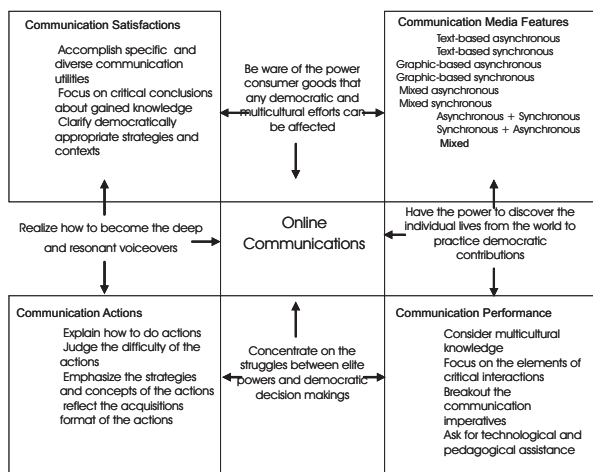 Communication Satisfactions
Accomplish specific and
diverse communication
utilities
Focus on critical conclusions
about gained knowledge
Clarify democratically
appropriate strategies and
contexts
Be ware of the power
consumer goods that
any democratic and
multicultural efforts can
be affected
Communication Media Features
Text-based asynchronous
Text-based synchronous
Graphic-based asynchronous
Graphic-based synchronous
Mixed asynchronous
Mixed synchronous
Asynchronous + Synchronous
Synchronous + Asynchronous
Mixed
Realize how to become the deep
and resonant voiceovers
Online
Communications
Have the power to discover the
individual lives from the world to
practice democratic
contributions
Communication Actions
Explain how to do actions
Judge the difficulty of the
actions
Emphasize the strategies
and concepts of the actions
reflect the acquisitions
format of the actions
Concentrate on the
struggles between elite
powers and democratic
decision makings
Communication Performance
Consider multicultural
knowledge
Focus on the elements of
critical interactions
Breakout the
communication
imperatives
Ask for technological and
pedagogical assistance